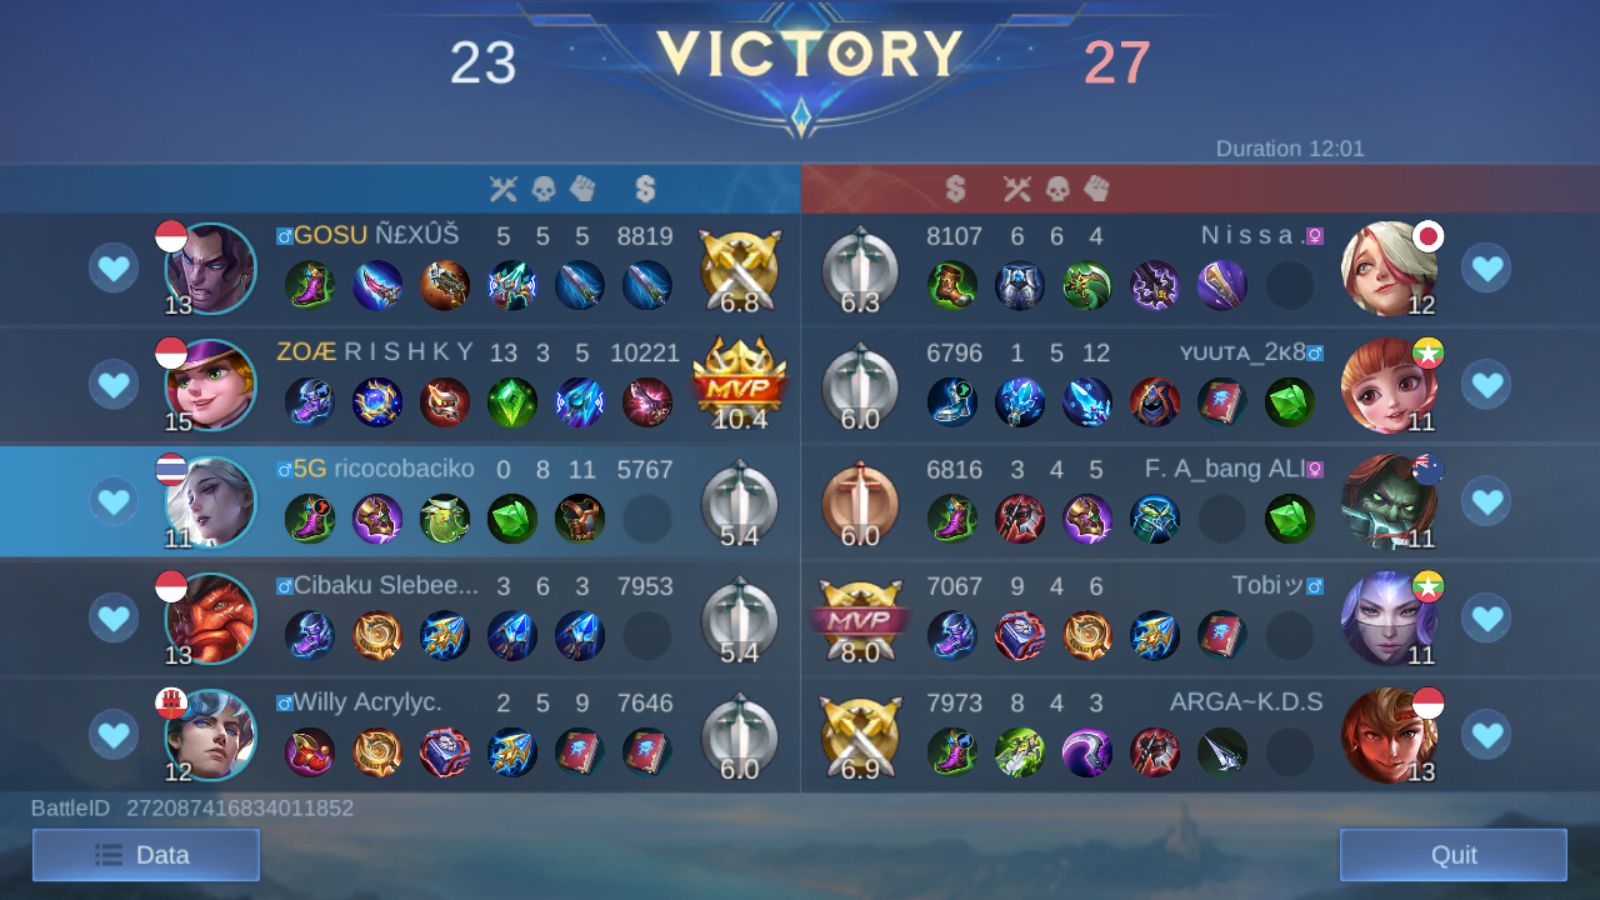 23 VICTORY 27
Duration 12:01
GOSU Ñ£XÛŠ 5 5 5 8819 6.8 13
6.3 8107 6 6 4 Nissa. 12
ZOÆ RISHKY 13 3 5 10221 MVP 10.4 15
6.0 6796 1 5 12 YUUTA_2K8 11
5G ricocobaciko 0 8 11 5767 5.4 11
6.0 6816 3 4 5 F. A_bang ALI 11
Cibaku Slebee... 3 6 3 7953 5.4 13
MVP 8.0 7067 9 4 6 Tobiッ 11
Willy Acrylyc. 2 5 9 7646 6.0 12
6.9 7973 8 4 3 ARGA~K.D.S 13
BattleID 272087416834011852
Data
Quit